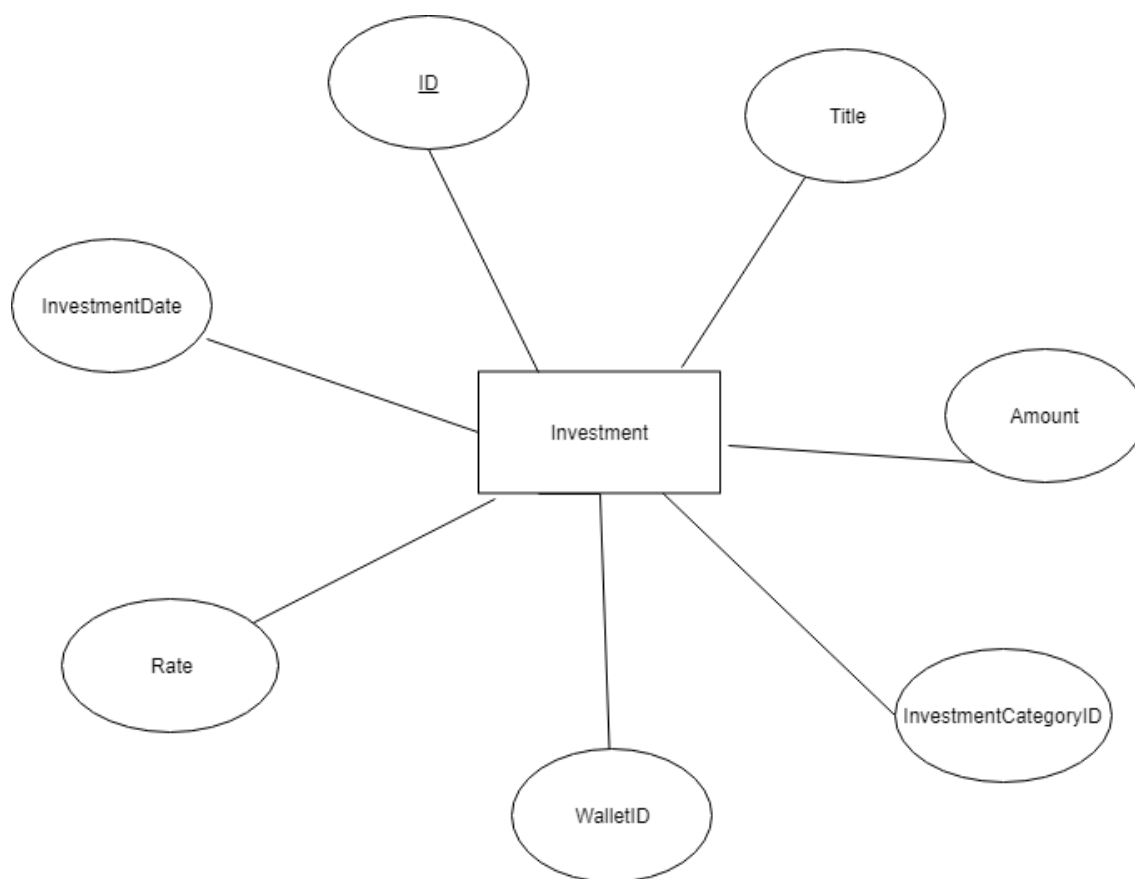 ID
Title
InvestmentDate
Amount
Investment
Rate
InvestmentCategoryID
WalletID